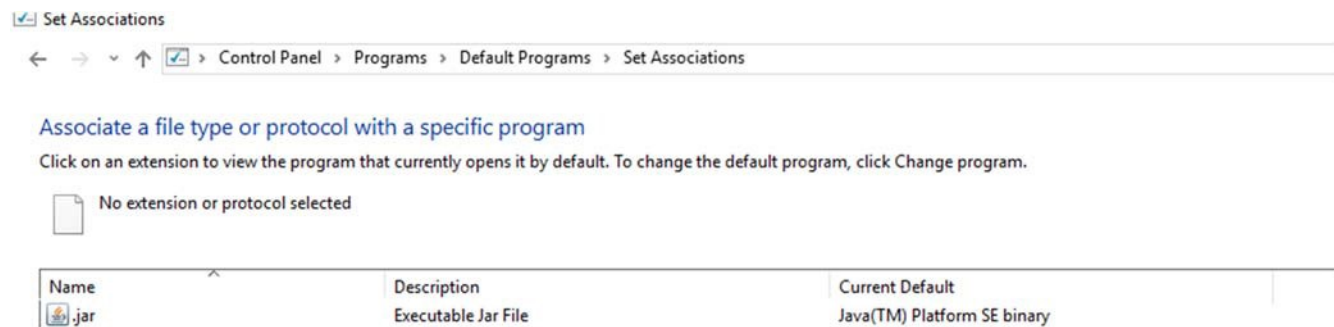 Set Associations
Control Panel > Programs > Default Programs > Set Associations
Associate a file type or protocol with a specific program
Click on an extension to view the program that currently opens it by default. To change the default program, click Change program.
No extension or protocol selected
Name Description Current Default
.jar Executable Jar File Java(TM) Platform SE binary